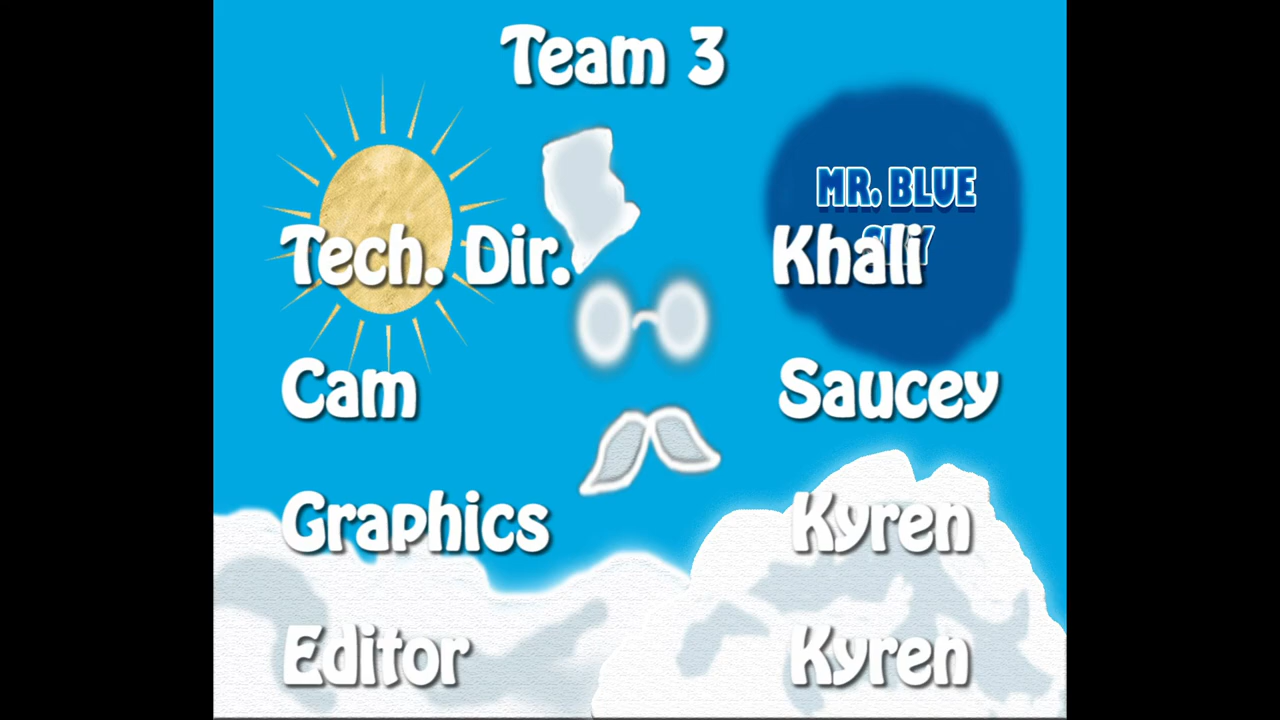 Team 3
MR. BLUE
Tech. Dir. Khali
Cam Saucey
Graphics Kyren
Editor Kyren